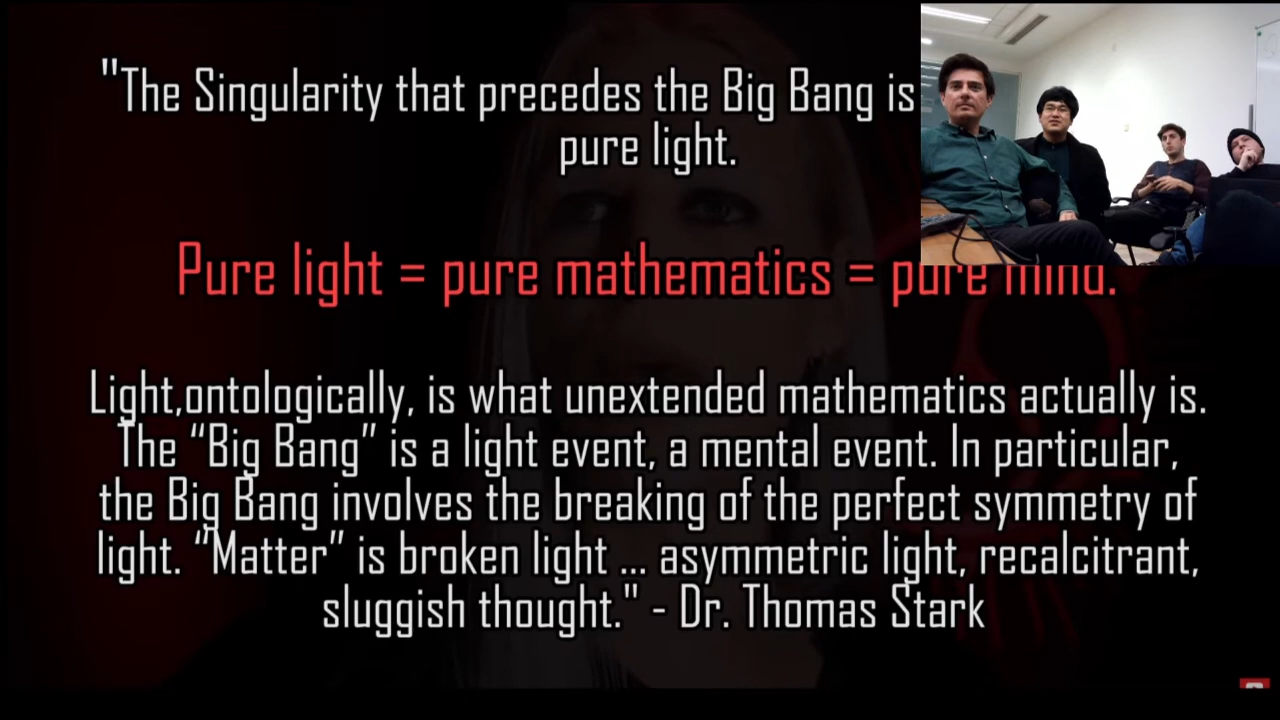 "The Singularity that precedes the Big Bang is
pure light.
Pure light = pure mathematics = pure mind.
Light,ontologically, is what unextended mathematics actually is.
The “Big Bang” is a light event, a mental event. In particular,
the Big Bang involves the breaking of the perfect symmetry of
light. “Matter” is broken light ... asymmetric light, recalcitrant,
sluggish thought." - Dr. Thomas Stark